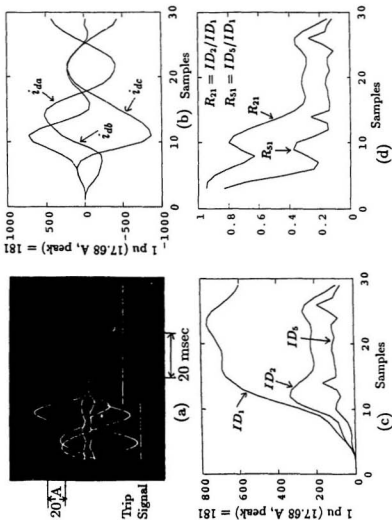 20 A
Trip
Signal
20 msec
(a)
1 pu (17.68 A, peak) = 181
1000
500
0
-500
-1000
i_da
i_db
i_dc
0
10
20
30
Samples
(b)
1 pu (17.68 A, peak) = 181
800
600
400
200
0
ID_1
ID_2
ID_5
0
10
20
30
Samples
(c)
1
0.8
0.6
0.4
0.2
0
R_21 = ID_2/ID_1
R_51 = ID_5/ID_1
R_21
R_51
0
10
20
30
Samples
(d)